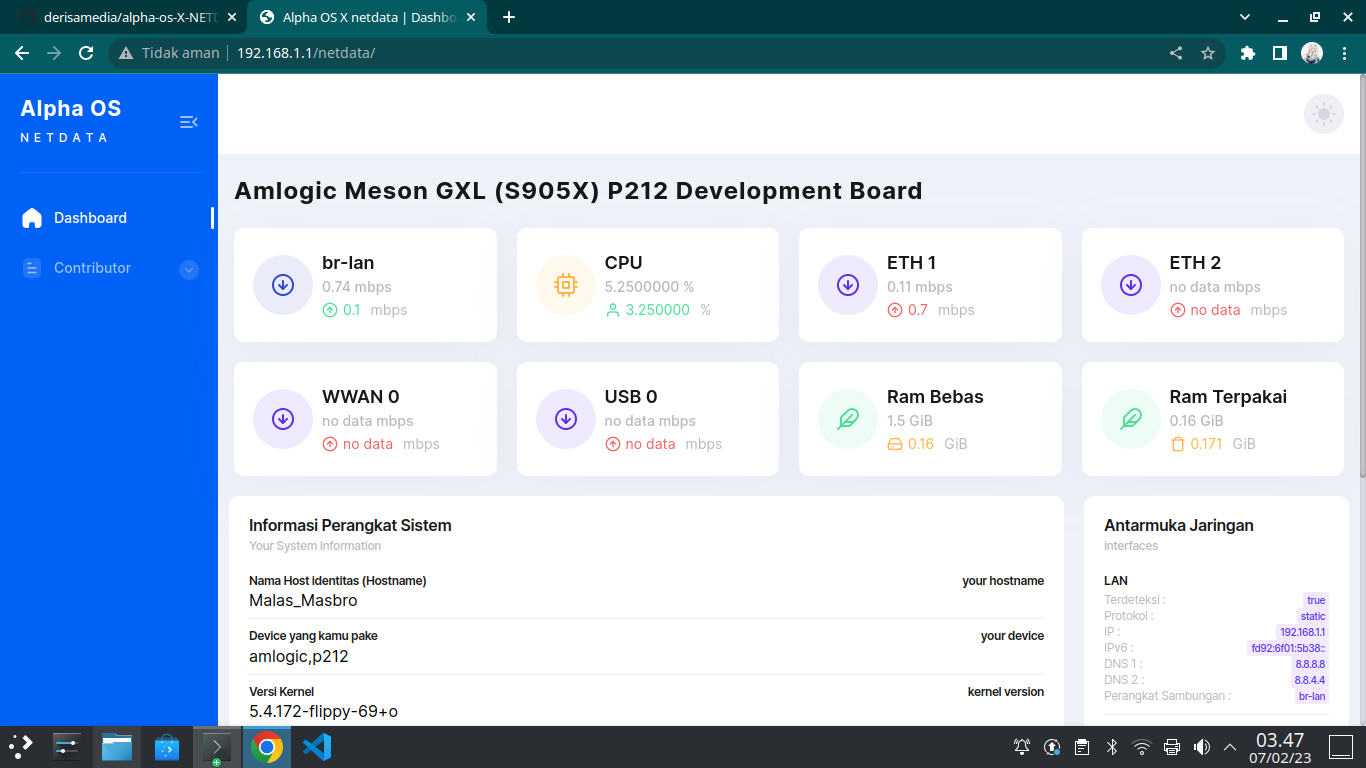 derisamedia/alpha-os-X-NETD
Alpha OS X netdata | Dashbo
Tidak aman
192.168.1.1/netdata/
Alpha OS
NETDATA
Dashboard
Contributor
Amlogic Meson GXL (S905X) P212 Development Board
br-lan
0.74 mbps
0.1 mbps
CPU
5.2500000 %
3.250000 %
ETH 1
0.11 mbps
0.7 mbps
ETH 2
no data mbps
no data mbps
WWAN 0
no data mbps
no data mbps
USB 0
no data mbps
no data mbps
Ram Bebas
1.5 GiB
0.16 GiB
Ram Terpakai
0.16 GiB
0.171 GiB
Informasi Perangkat Sistem
Your System Information
Nama Host identitas (Hostname) your hostname
Malas_Masbro
Device yang kamu pake your device
amlogic,p212
Versi Kernel kernel version
5.4.172-flippy-69+o
Antarmuka Jaringan
interfaces
LAN
Terdeteksi : true
Protokol : static
IP : 192.168.1.1
IPv6 : fd92:6f01:5b38::
DNS 1 : 8.8.8.8
DNS 2 : 8.8.4.4
Perangkat Sambungan : br-lan
03.47
07/02/23